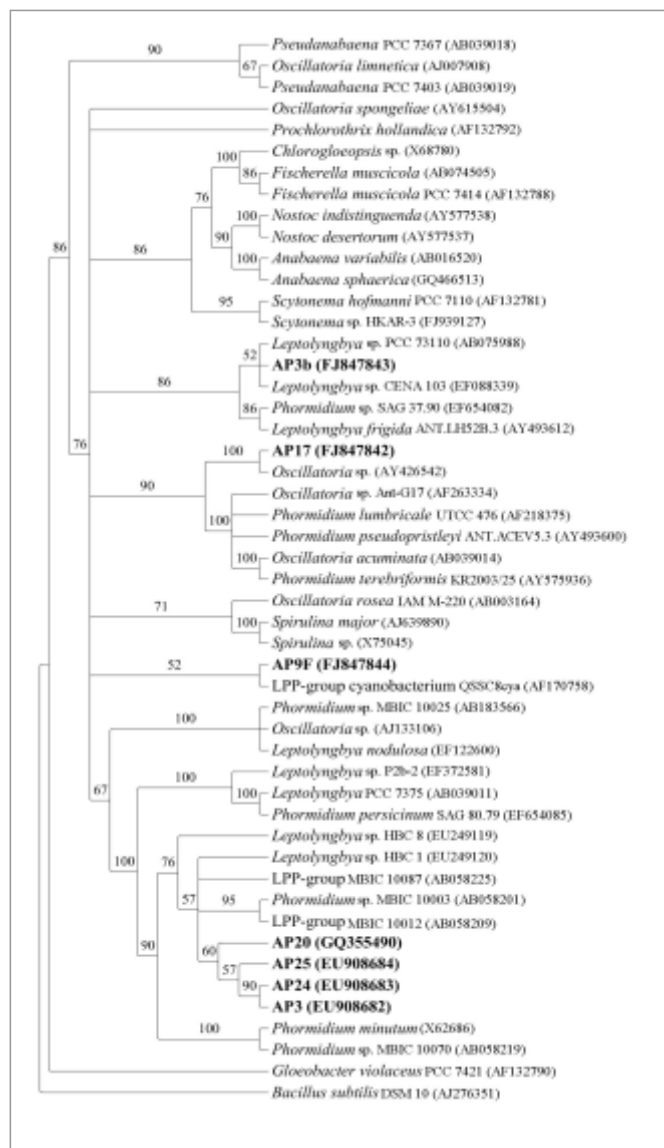 90
Pseudanabaena PCC 7367 (AB039018)
67
Oscillatoria limnetica (AJ007908)
Pseudanabaena PCC 7403 (AB039019)
Oscillatoria spongeliae (AY615504)
Prochlorothrix hollandica (AF132792)
100
Chlorogloeopsis sp. (X68780)
86
Fischerella muscicola (AB074505)
Fischerella muscicola PCC 7414 (AF132788)
76
100
Nostoc indistinguenda (AY577538)
90
Nostoc desertorum (AY577537)
86
86
100
Anabaena variabilis (AB016520)
Anabaena sphaerica (GQ466513)
95
Scytonema hofmanni PCC 7110 (AF132781)
Scytonema sp. HKAR-3 (FJ939127)
Leptolyngbya sp. PCC 73110 (AB075988)
52
AP3b (FJ847843)
86
Leptolyngbya sp. CENA 103 (EF088339)
86
Phormidium sp. SAG 37.90 (EF654082)
Leptolyngbya frigida ANT.LH52B.3 (AY493612)
76
100
AP17 (FJ847842)
Oscillatoria sp. (AY426542)
90
Oscillatoria sp. Ant-G17 (AF263334)
Phormidium lumbricale UTCC 476 (AF218375)
100
Phormidium pseudopristleyi ANT.ACEV5.3 (AY493600)
100
Oscillatoria acuminata (AB039014)
Phormidium terebriformis KR2003/25 (AY575936)
71
Oscillatoria rosea IAM M-220 (AB003164)
100
Spirulina major (AJ639890)
Spirulina sp. (X75045)
52
AP9F (FJ847844)
LPP-group cyanobacterium QSSC8cya (AF170758)
Phormidium sp. MBIC 10025 (AB183566)
100
Oscillatoria sp. (AJ133106)
Leptolyngbya nodulosa (EF122600)
67
100
Leptolyngbya sp. P2b-2 (EF372581)
100
Leptolyngbya PCC 7375 (AB039011)
Phormidium persicinum SAG 80.79 (EF654085)
Leptolyngbya sp. HBC 8 (EU249119)
100
76
Leptolyngbya sp. HBC 1 (EU249120)
LPP-group MBIC 10087 (AB058225)
57
95
Phormidium sp. MBIC 10003 (AB058201)
LPP-group MBIC 10012 (AB058209)
90
60
AP20 (GQ355490)
57
AP25 (EU908684)
90
AP24 (EU908683)
AP3 (EU908682)
100
Phormidium minutum (X62686)
Phormidium sp. MBIC 10070 (AB058219)
Gloeobacter violaceus PCC 7421 (AF132790)
Bacillus subtilis DSM 10 (AJ276351)